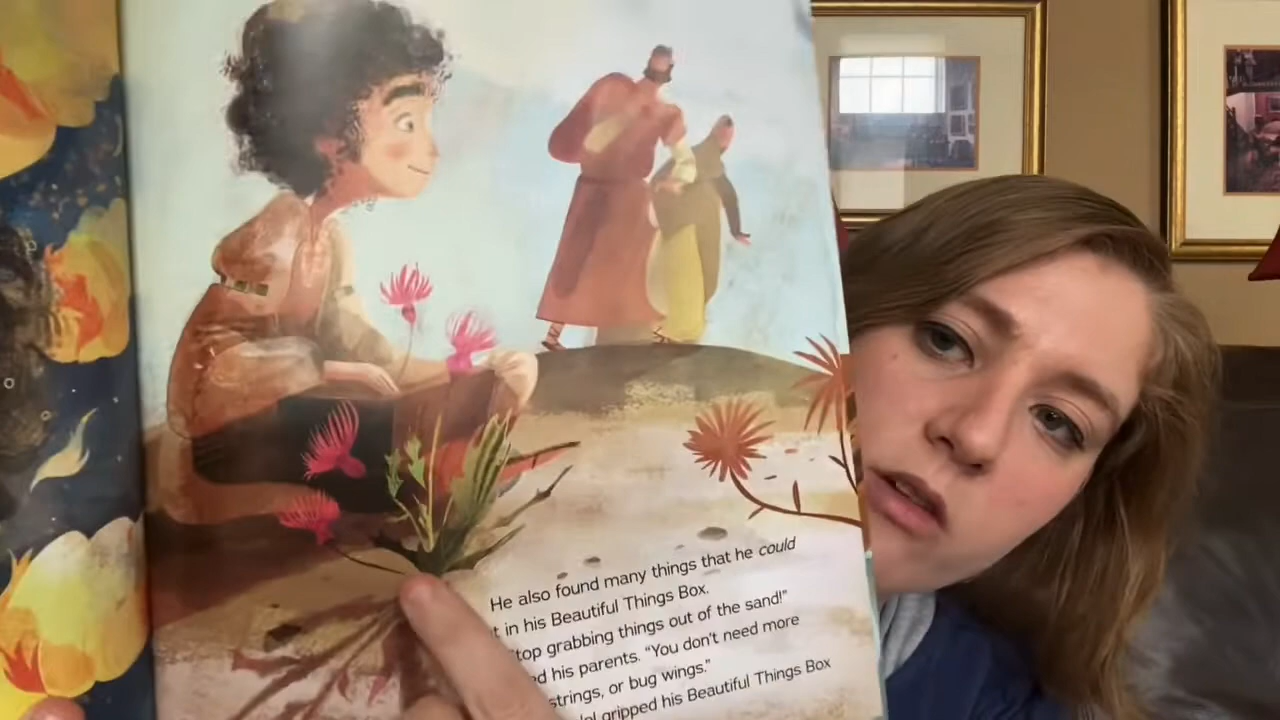 He also found many things that he could
t in his Beautiful Things Box.
top grabbing things out of the sand!”
ed his parents. “You don’t need more
strings, or bug wings.”
gripped his Beautiful Things Box